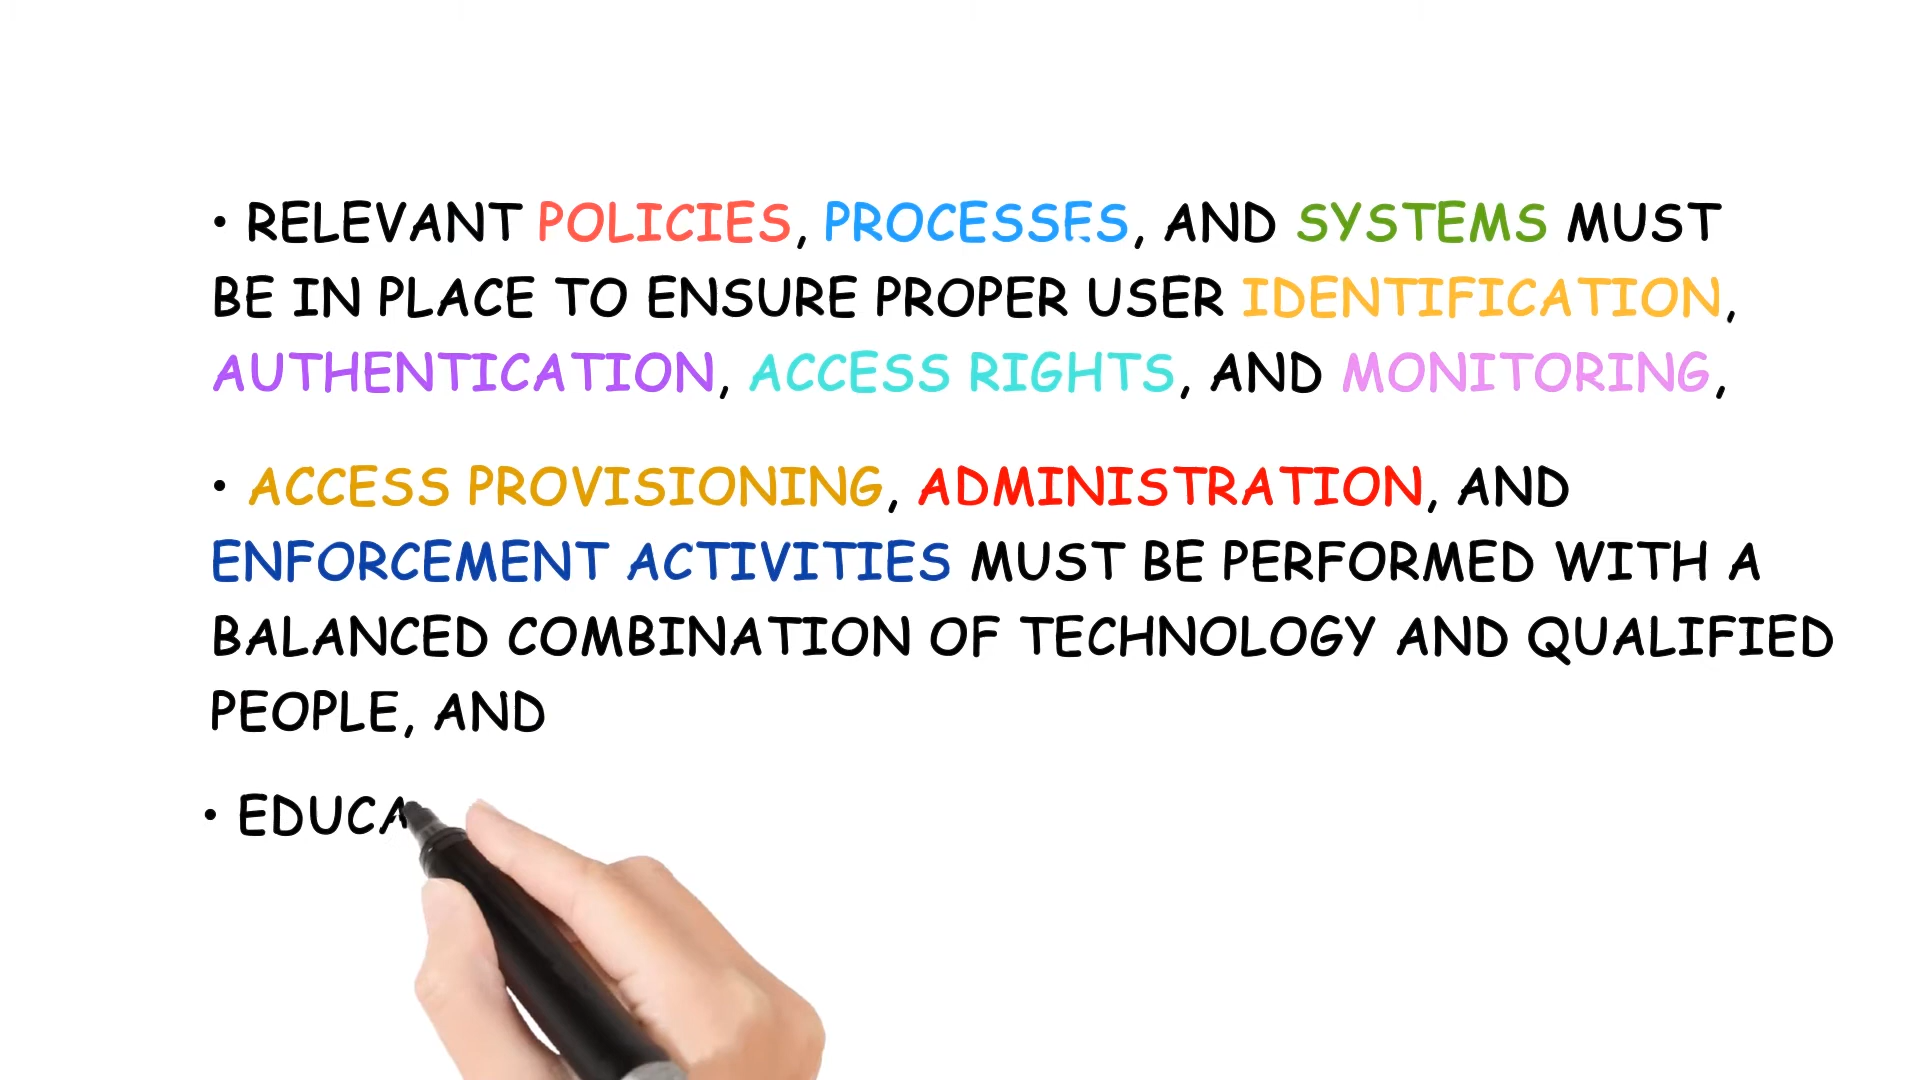 • RELEVANT POLICIES, PROCESSES, AND SYSTEMS MUST
BE IN PLACE TO ENSURE PROPER USER IDENTIFICATION,
AUTHENTICATION, ACCESS RIGHTS, AND MONITORING,
• ACCESS PROVISIONING, ADMINISTRATION, AND
ENFORCEMENT ACTIVITIES MUST BE PERFORMED WITH A
BALANCED COMBINATION OF TECHNOLOGY AND QUALIFIED
PEOPLE, AND
• EDUCA